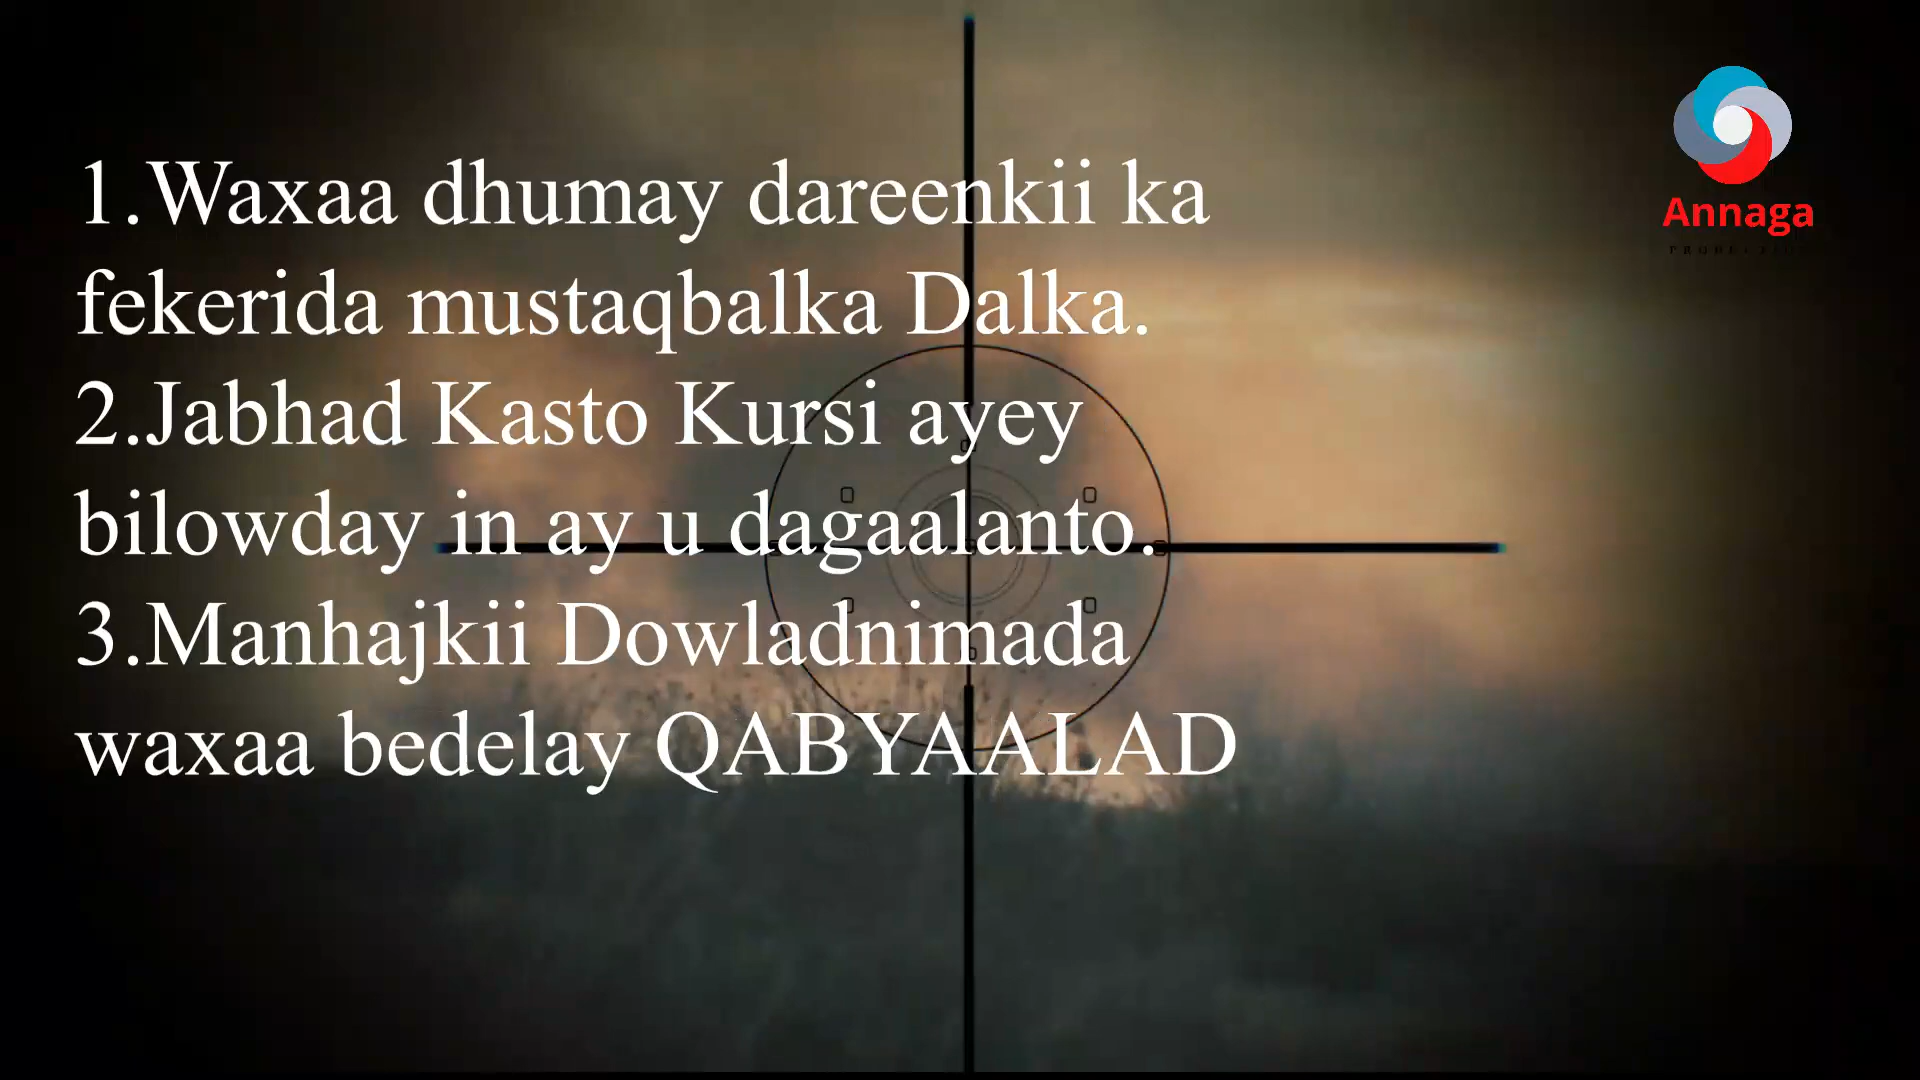 1.Waxaa dhumay dareenkii ka
fekerida mustaqbalka Dalka.
2.Jabhad Kasto Kursi ayey
bilowday in ay u dagaalanto.
3.Manhajkii Dowladnimada
waxaa bedelay QABYAALAD
Annaga